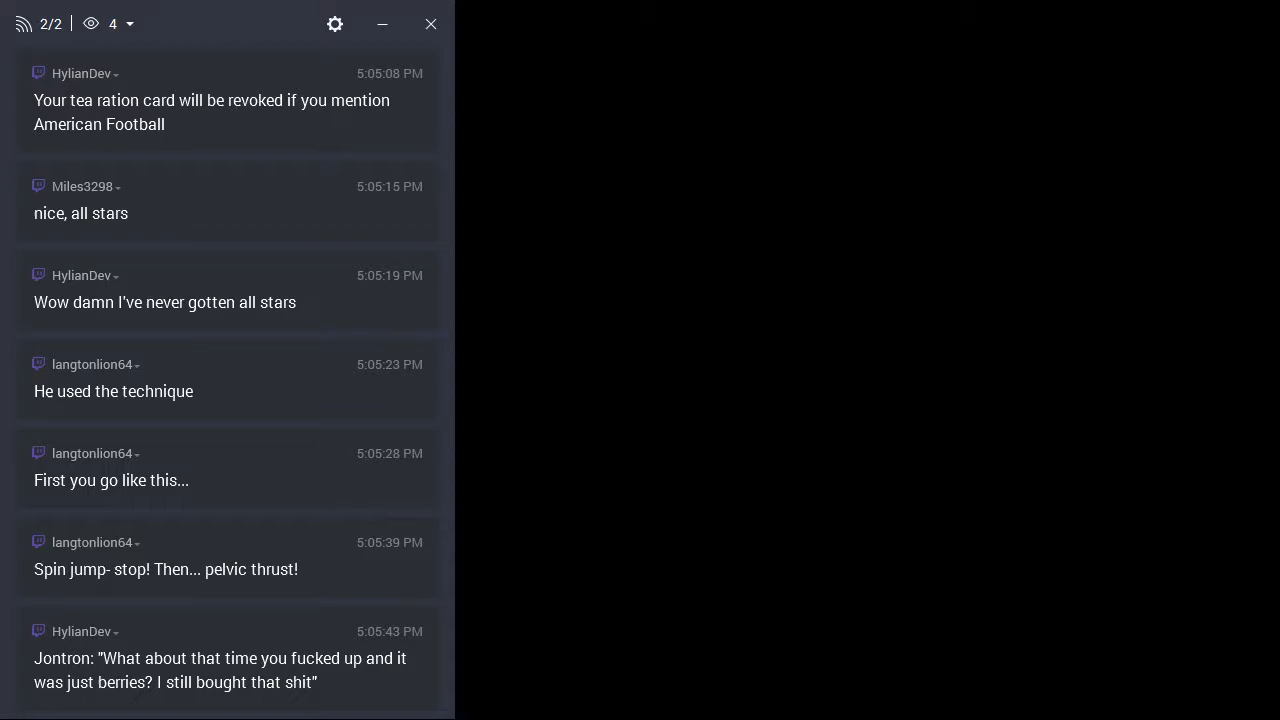 2/2 4
HylianDev 5:05:08 PM
Your tea ration card will be revoked if you mention
American Football
Miles3298 5:05:15 PM
nice, all stars
HylianDev 5:05:19 PM
Wow damn I've never gotten all stars
langtonlion64 5:05:23 PM
He used the technique
langtonlion64 5:05:28 PM
First you go like this...
langtonlion64 5:05:39 PM
Spin jump- stop! Then... pelvic thrust!
HylianDev 5:05:43 PM
Jontron: "What about that time you fucked up and it
was just berries? I still bought that shit"